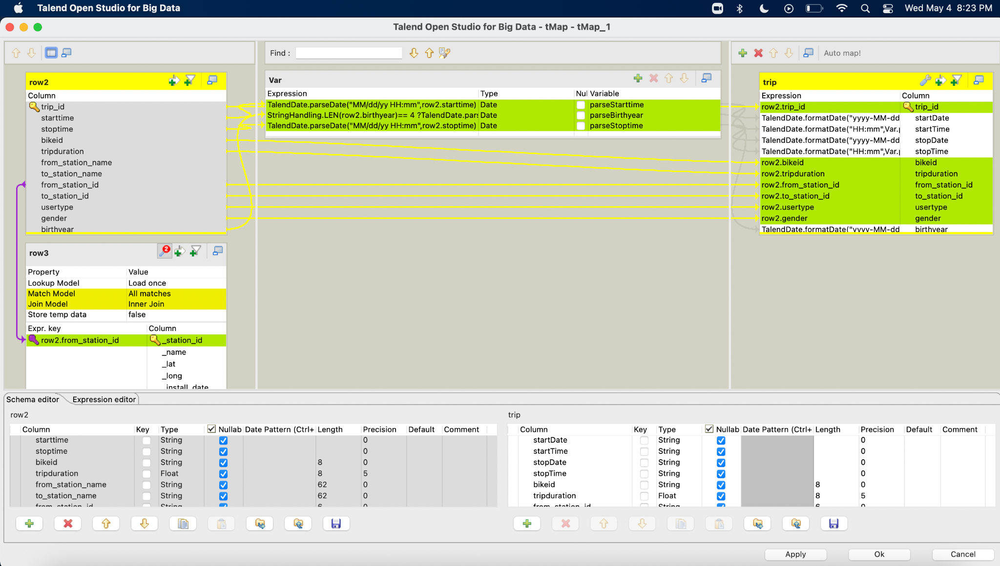 Talend Open Studio for Big Data
Wed May 4 8:23 PM
Talend Open Studio for Big Data - tMap - tMap_1
Find :
Auto map!
row2
Column
trip_id
starttime
stoptime
bikeid
tripduration
from_station_name
to_station_name
from_station_id
to_station_id
usertype
gender
birthyear
row3
2
Property Value
Lookup Model Load once
Match Model All matches
Join Model Inner Join
Store temp data false
Expr. key Column
row2.from_station_id _station_id
_name
_lat
_long
_install_date
Var
Expression Type Nul Variable
TalendDate.parseDate("MM/dd/yy HH:mm",row2.starttime) Date parseStarttime
StringHandling.LEN(row2.birthyear)== 4 ?TalendDate.pars Date parseBirthyear
TalendDate.parseDate("MM/dd/yy HH:mm",row2.stoptime) Date parseStoptime
trip
Expression Column
row2.trip_id trip_id
TalendDate.formatDate("yyyy-MM-dd startDate
TalendDate.formatDate("HH:mm",Var.p startTime
TalendDate.formatDate("yyyy-MM-dd stopDate
TalendDate.formatDate("HH:mm",Var.p stopTime
row2.bikeid bikeid
row2.tripduration tripduration
row2.from_station_id from_station_id
row2.to_station_id to_station_id
row2.usertype usertype
row2.gender gender
TalendDate.formatDate("yyyy-MM-dd birthyear
Schema editor Expression editor
row2
Column Key Type Nullab Date Pattern (Ctrl+ Length Precision Default Comment
starttime String 0
stoptime String 0
bikeid String 8 0
tripduration Float 8 5
from_station_name String 62 0
to_station_name String 62 0
from_station_id String 6 0
trip
Column Key Type Nullab Date Pattern (Ctrl+ Length Precision Default Comment
startDate String 0
startTime String 0
stopDate String 0
stopTime String 0
bikeid String 8 0
tripduration Float 8 5
from_station_id String 6 0
Apply Ok Cancel